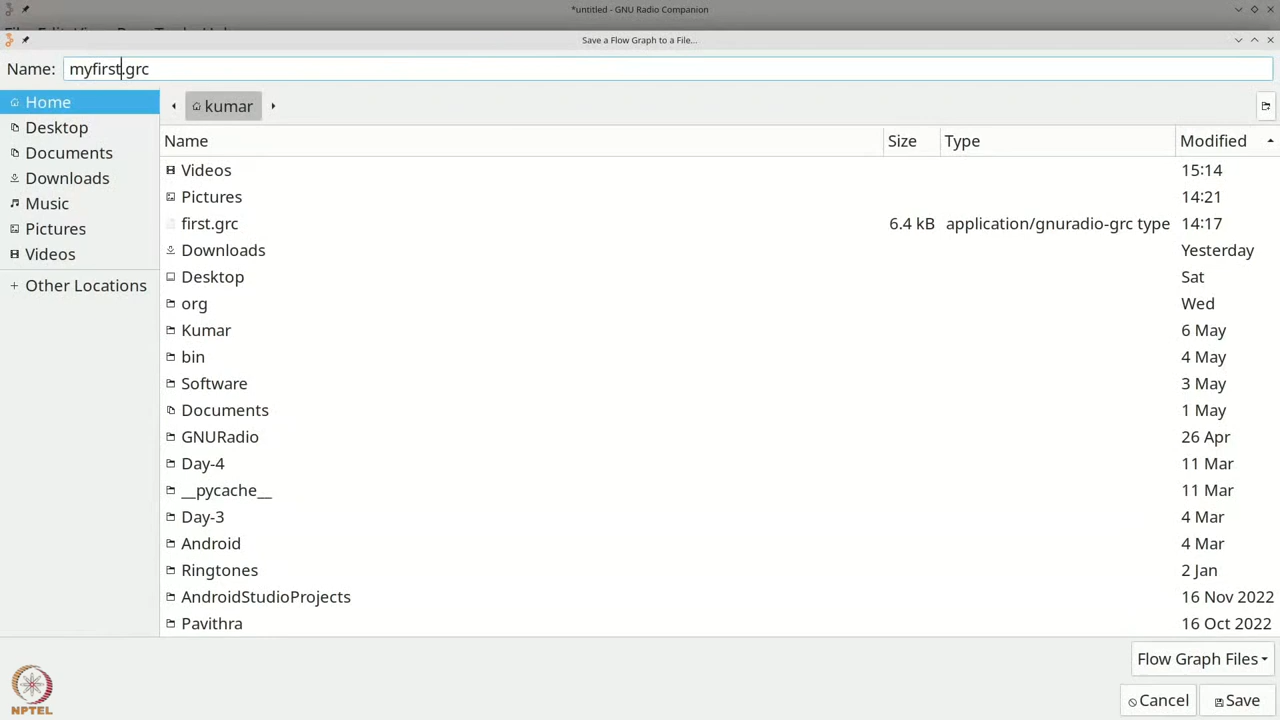 *untitled - GNU Radio Companion
Save a Flow Graph to a File...
Name: myfirst.grc
Home
Desktop
Documents
Downloads
Music
Pictures
Videos
Other Locations
kumar
Name Size Type Modified
Videos 15:14
Pictures 14:21
first.grc 6.4 kB application/gnuradio-grc type 14:17
Downloads Yesterday
Desktop Sat
org Wed
Kumar 6 May
bin 4 May
Software 3 May
Documents 1 May
GNURadio 26 Apr
Day-4 11 Mar
__pycache__ 11 Mar
Day-3 4 Mar
Android 4 Mar
Ringtones 2 Jan
AndroidStudioProjects 16 Nov 2022
Pavithra 16 Oct 2022
Flow Graph Files
Cancel Save
NPTEL